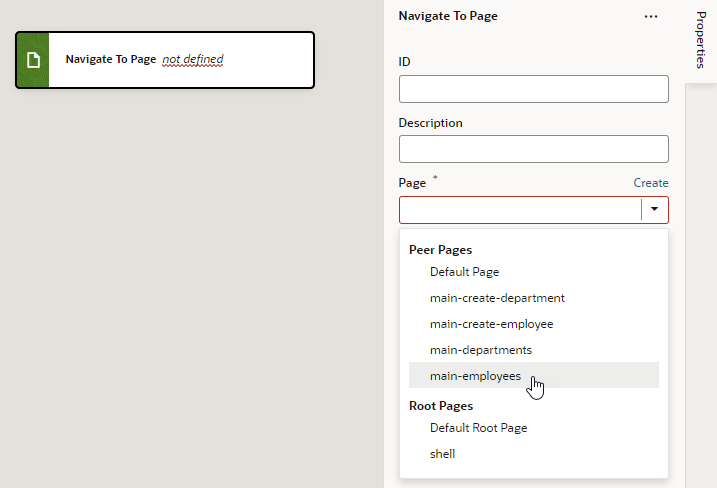 Navigate To Page not defined
Navigate To Page
Properties
ID
Description
Page * Create
Peer Pages
Default Page
main-create-department
main-create-employee
main-departments
main-employees
Root Pages
Default Root Page
shell